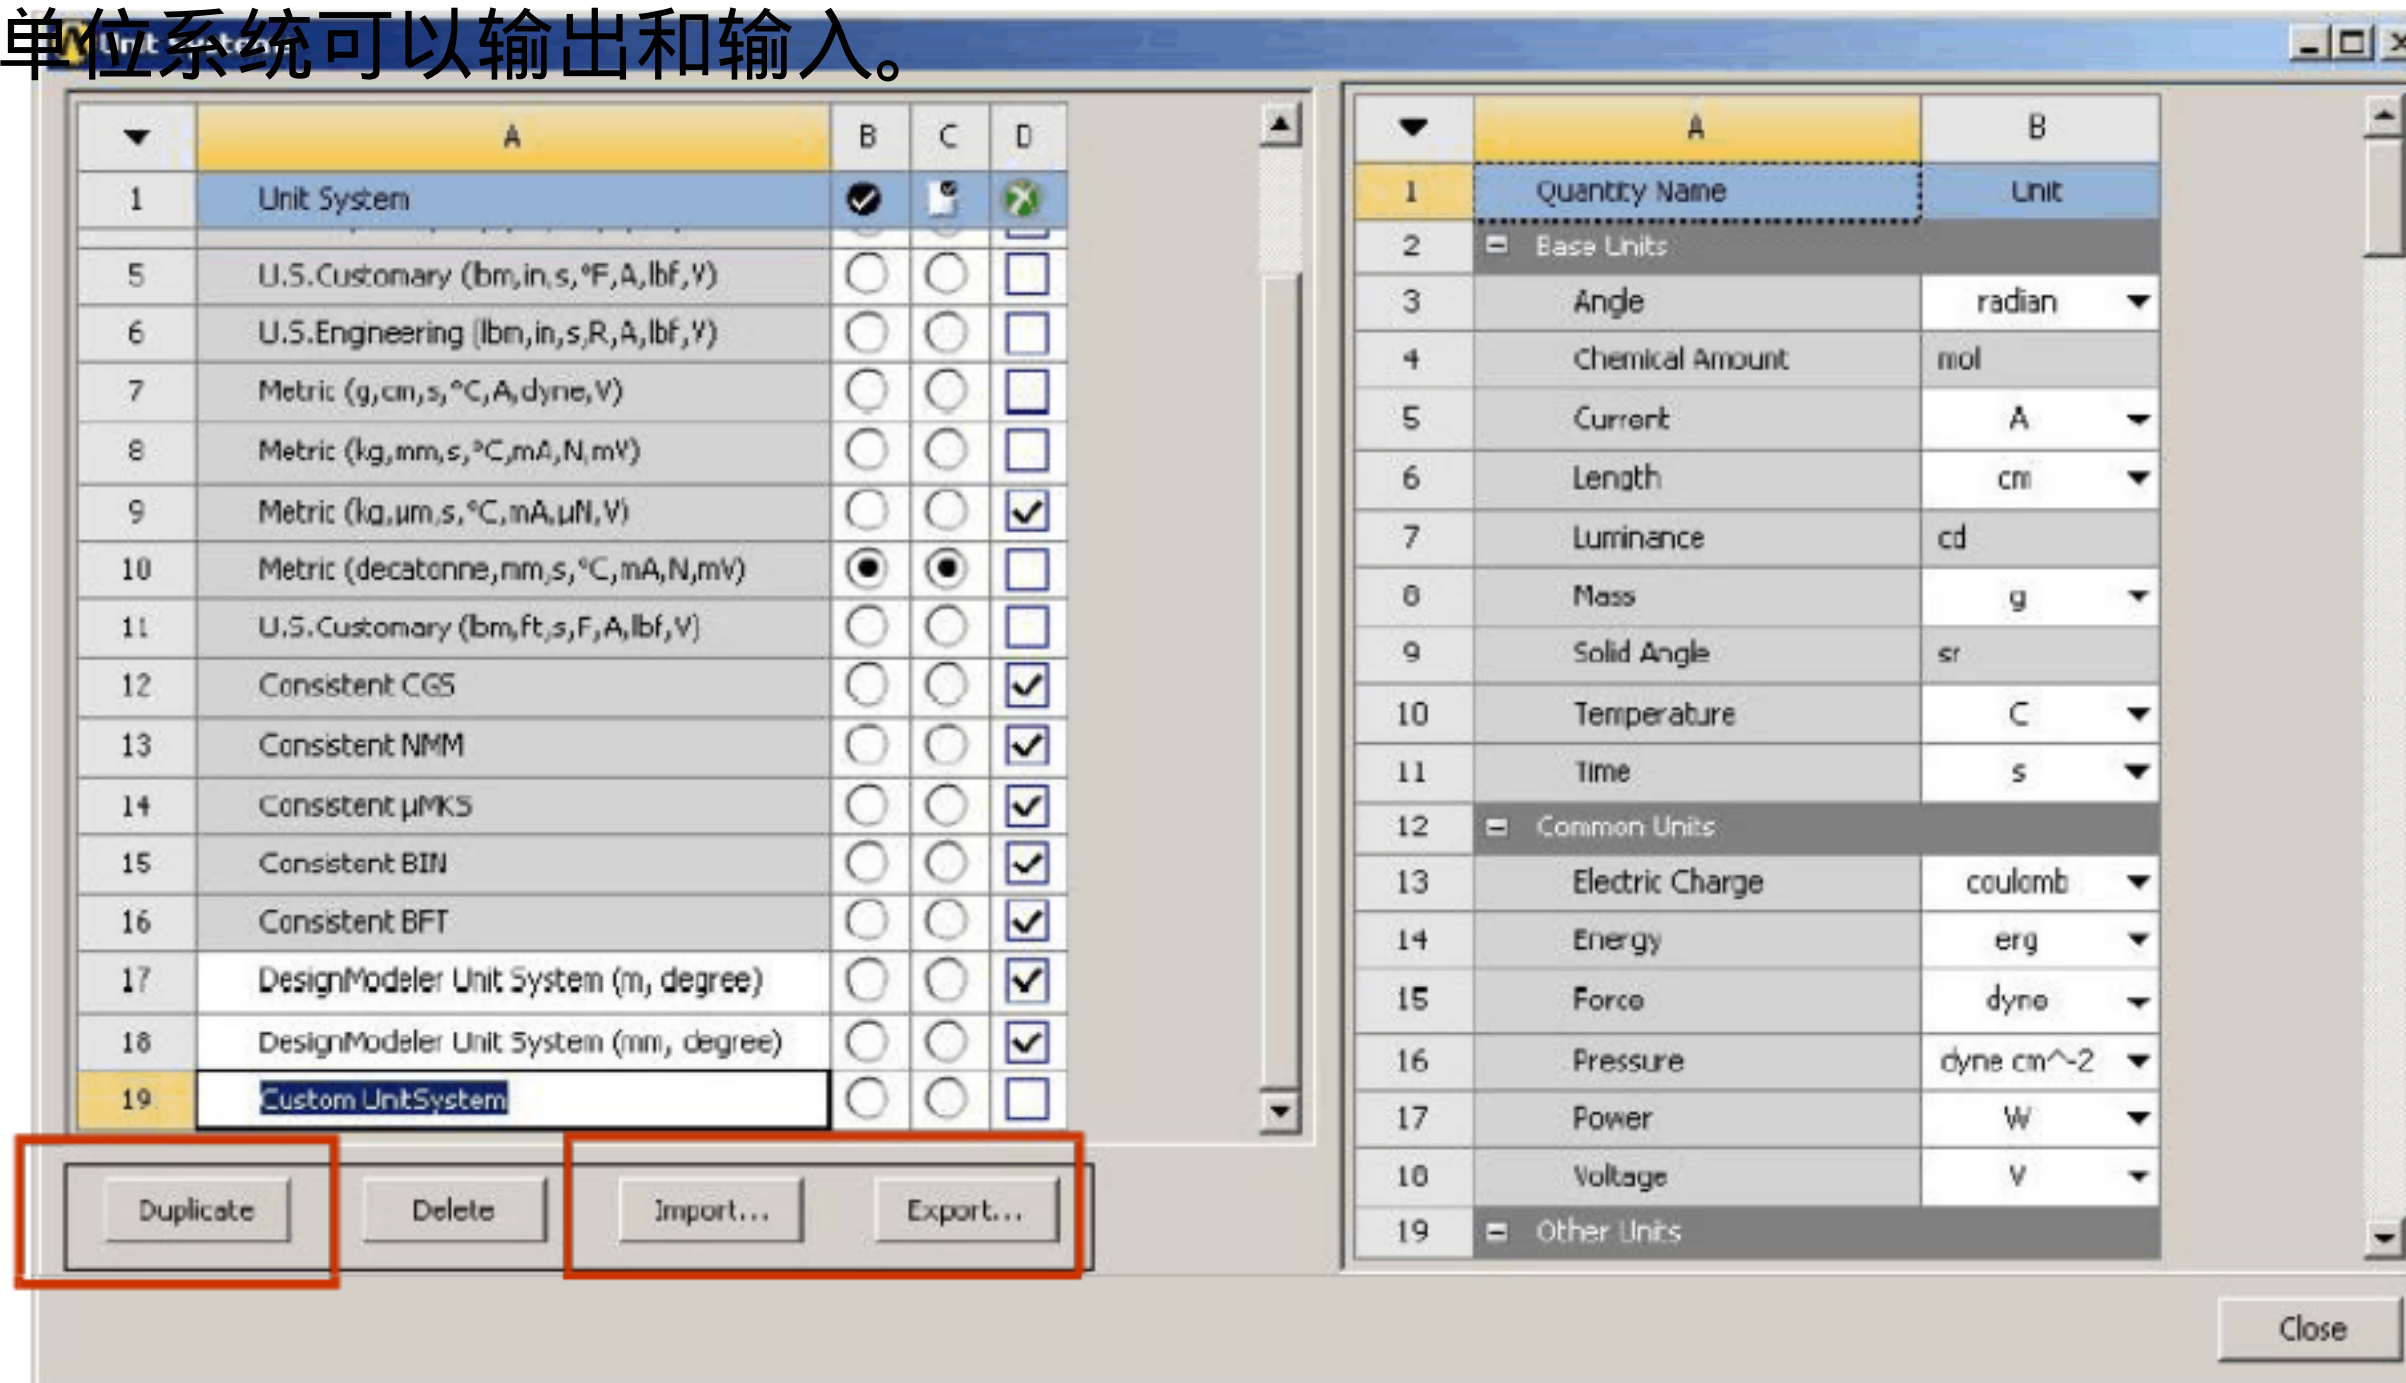 单位系统可以输出和输入。
Unit Systems
A B C D
1 Unit System
5 U.S.Customary (lbm,in,s,°F,A,lbf,V)
6 U.S.Engineering (lbm,in,s,R,A,lbf,V)
7 Metric (g,cm,s,°C,A,dyne,V)
8 Metric (kg,mm,s,°C,mA,N,mV)
9 Metric (kg,µm,s,°C,mA,µN,V)
10 Metric (decatonne,mm,s,°C,mA,N,mV)
11 U.S.Customary (lbm,ft,s,F,A,lbf,V)
12 Consistent CGS
13 Consistent NMM
14 Consistent µMKS
15 Consistent BIN
16 Consistent BFT
17 DesignModeler Unit System (m, degree)
18 DesignModeler Unit System (mm, degree)
19 Custom UnitSystem
Duplicate Delete Import... Export...
A B
1 Quantity Name Unit
2 Base Units
3 Angle radian
4 Chemical Amount mol
5 Current A
6 Length cm
7 Luminance cd
8 Mass g
9 Solid Angle sr
10 Temperature C
11 Time s
12 Common Units
13 Electric Charge coulomb
14 Energy erg
15 Force dyne
16 Pressure dyne cm^-2
17 Power W
18 Voltage V
19 Other Units
Close